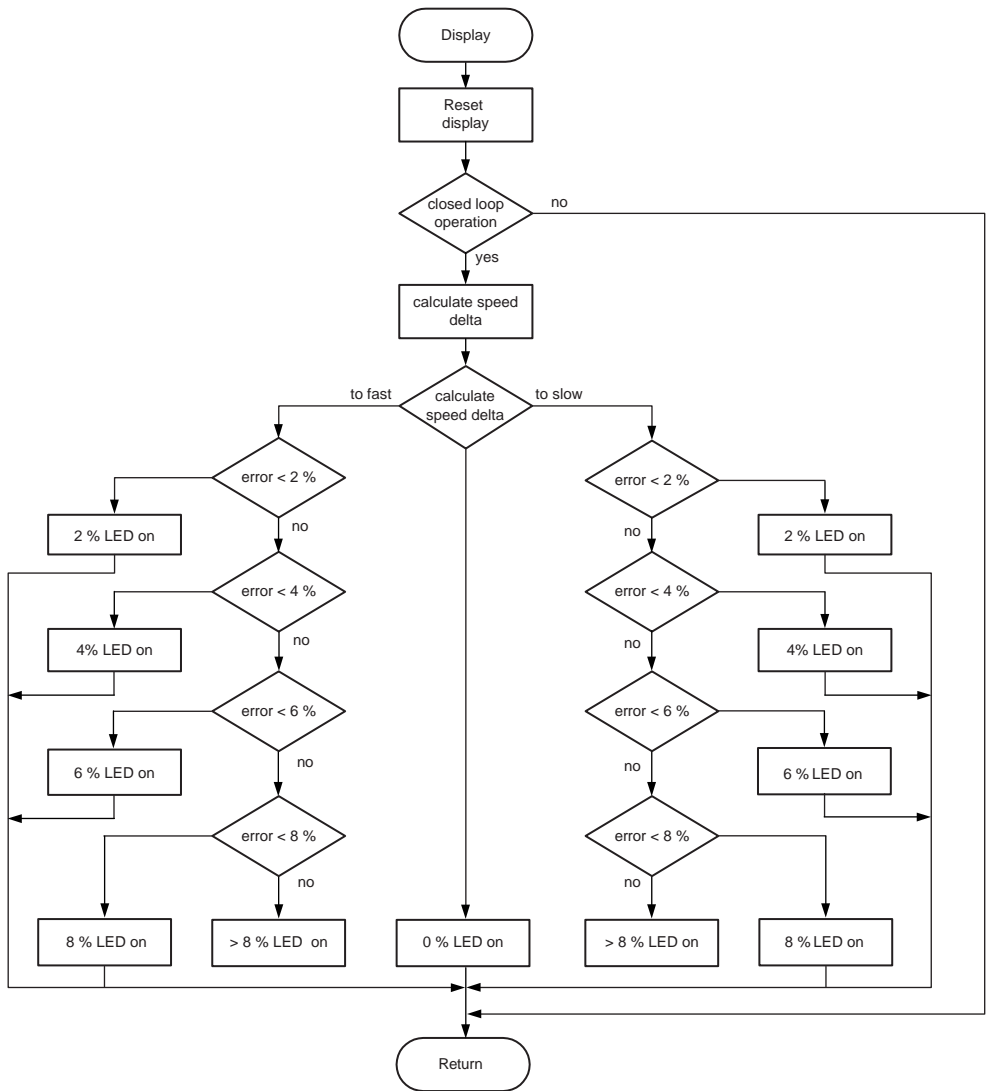 Display
Reset
display
closed loop
operation
no
yes
calculate speed
delta
to fast
calculate
speed delta
to slow
error < 2 %
error < 2 %
2 % LED on
no
no
2 % LED on
error < 4 %
error < 4 %
4% LED on
no
no
4% LED on
error < 6 %
error < 6 %
6 % LED on
no
no
6 % LED on
error < 8 %
error < 8 %
no
no
8 % LED on
> 8 % LED on
0 % LED on
> 8 % LED on
8 % LED on
Return